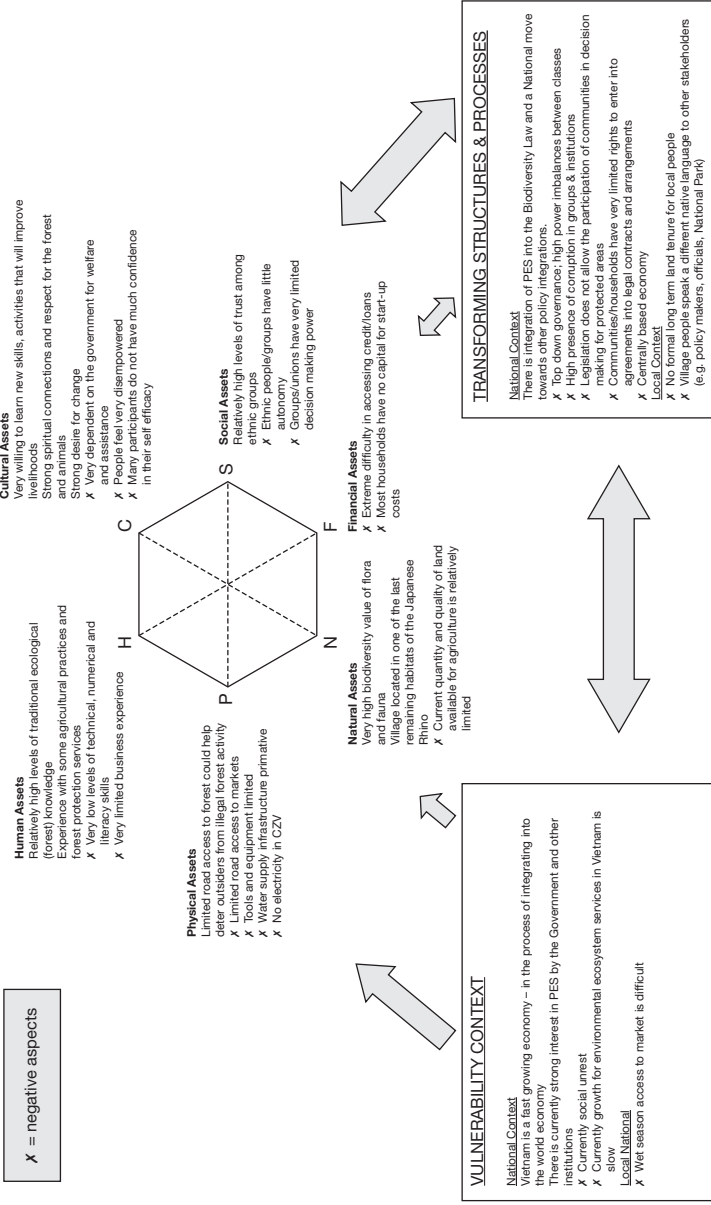 ✗ = negative aspects
Human Assets
Relatively high levels of traditional ecological
(forest) knowledge
Experience with some agricultural practices and
forest protection services
✗ Very low levels of technical, numerical and
literacy skills
✗ Very limited business experience
Cultural Assets
Very willing to learn new skills, activities that will improve
livelihoods
Strong spiritual connections and respect for the forest
and animals
Strong desire for change
✗ Very dependent on the government for welfare
and assistance
✗ People feel very disempowered
✗ Many participants do not have much confidence
in their self efficacy
Physical Assets
Limited road access to forest could help
deter outsiders from illegal forest activity
✗ Limited road access to markets
✗ Tools and equipment limited
✗ Water supply infrastructure primative
✗ No electricity in CZV
H
C
P
S
N
F
Social Assets
Relatively high levels of trust among
ethnic groups
✗ Ethnic people/groups have little
autonomy
✗ Groups/unions have very limited
decision making power
Natural Assets
Very high biodiversity value of flora
and fauna
Village located in one of the last
remaining habitats of the Japanese
Rhino
✗ Current quantity and quality of land
available for agriculture is relatively
limited
Financial Assets
✗ Extreme difficulty in accessing credit/loans
✗ Most households have no capital for start-up
costs
VULNERABILITY CONTEXT
National Context
Vietnam is a fast growing economy – in the process of integrating into
the world economy
There is currently strong interest in PES by the Government and other
institutions
✗ Currently social unrest
✗ Currently growth for environmental ecosystem services in Vietnam is
slow
Local National
✗ Wet season access to market is difficult
TRANSFORMING STRUCTURES & PROCESSES
National Context
There is integration of PES into the Biodiversity Law and a National move
towards other policy integrations.
✗ Top down governance; high power imbalances between classes
✗ High presence of corruption in groups & institutions
✗ Legislation does not allow the participation of communities in decision
making for protected areas
✗ Communities/households have very limited rights to enter into
agreements into legal contracts and arrangements
✗ Centrally based economy
Local Context
✗ No formal long term land tenure for local people
✗ Village people speak a different native language to other stakeholders
(e.g. policy makers, officials, National Park)